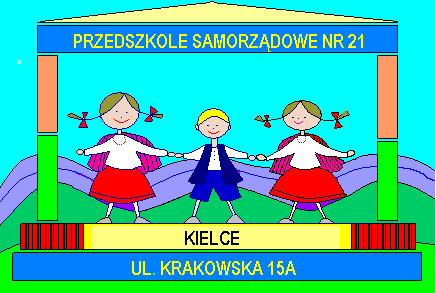 PRZEDSZKOLE SAMORZĄDOWE NR 21
KIELCE
UL. KRAKOWSKA 15A